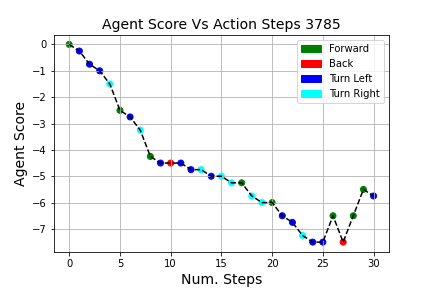 Agent Score Vs Action Steps 3785
Forward
Back
Turn Left
Turn Right
0
−1
−2
−3
−4
−5
−6
−7
Agent Score
0 5 10 15 20 25 30
Num. Steps